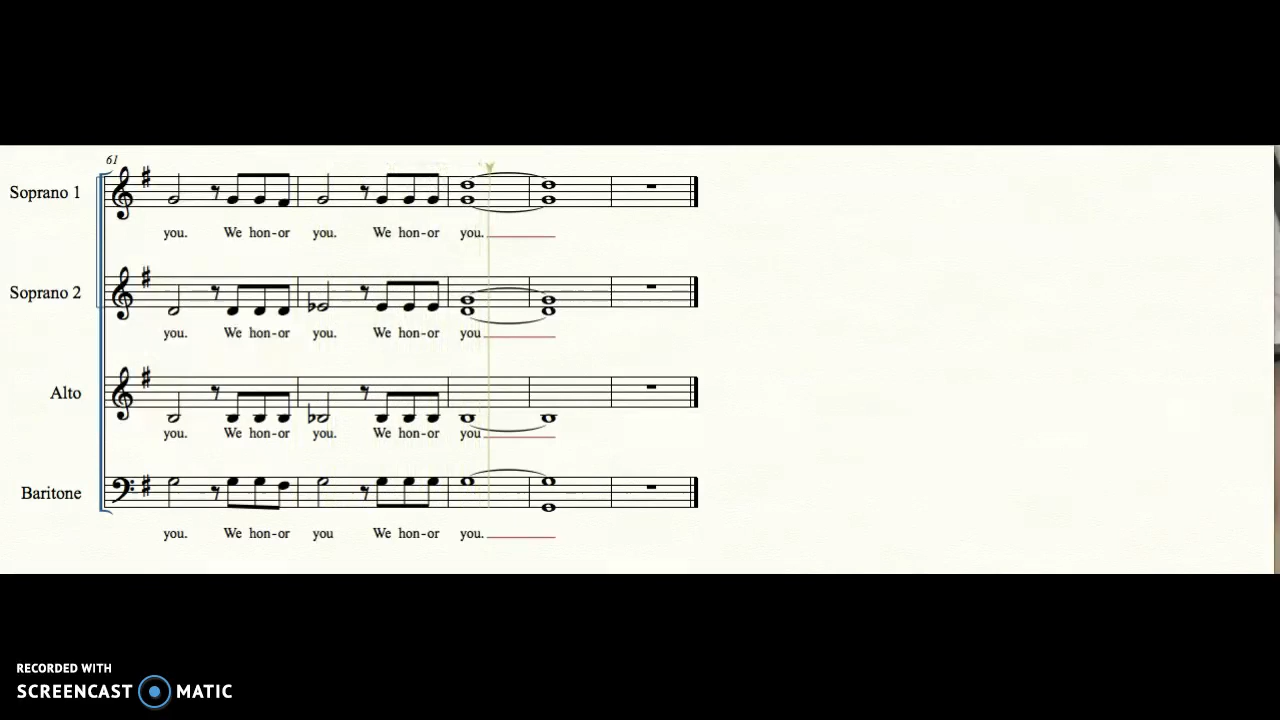 61
Soprano 1
you. We hon-or you. We hon-or you.
Soprano 2
you. We hon-or you. We hon-or you
Alto
you. We hon-or you. We hon-or you
Baritone
you. We hon-or you We hon-or you.
RECORDED WITH
SCREENCAST MATIC